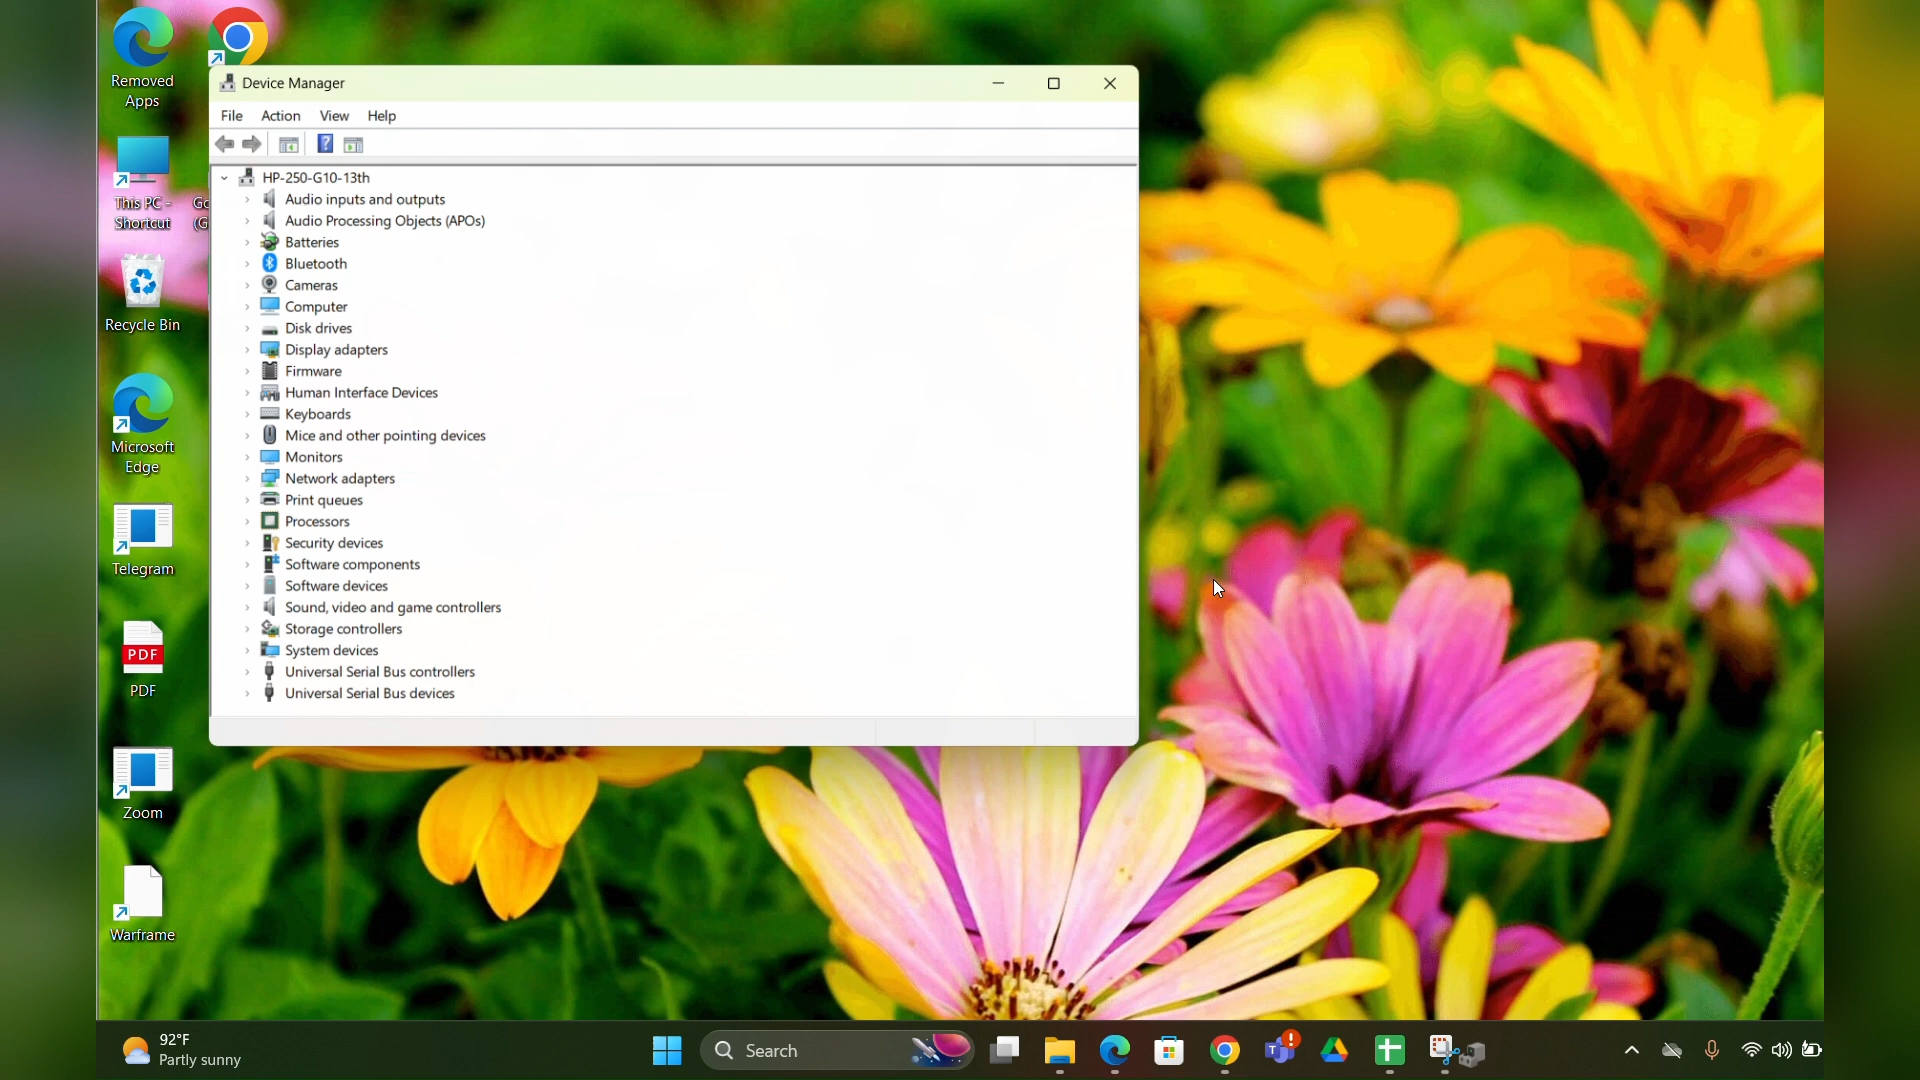 Removed
Apps
This PC -
Shortcut
Go
(G
Recycle Bin
Microsoft
Edge
Telegram
PDF
PDF
Zoom
Warframe
Device Manager
File Action View Help
HP-250-G10-13th
Audio inputs and outputs
Audio Processing Objects (APOs)
Batteries
Bluetooth
Cameras
Computer
Disk drives
Display adapters
Firmware
Human Interface Devices
Keyboards
Mice and other pointing devices
Monitors
Network adapters
Print queues
Processors
Security devices
Software components
Software devices
Sound, video and game controllers
Storage controllers
System devices
Universal Serial Bus controllers
Universal Serial Bus devices
92°F
Partly sunny
Search